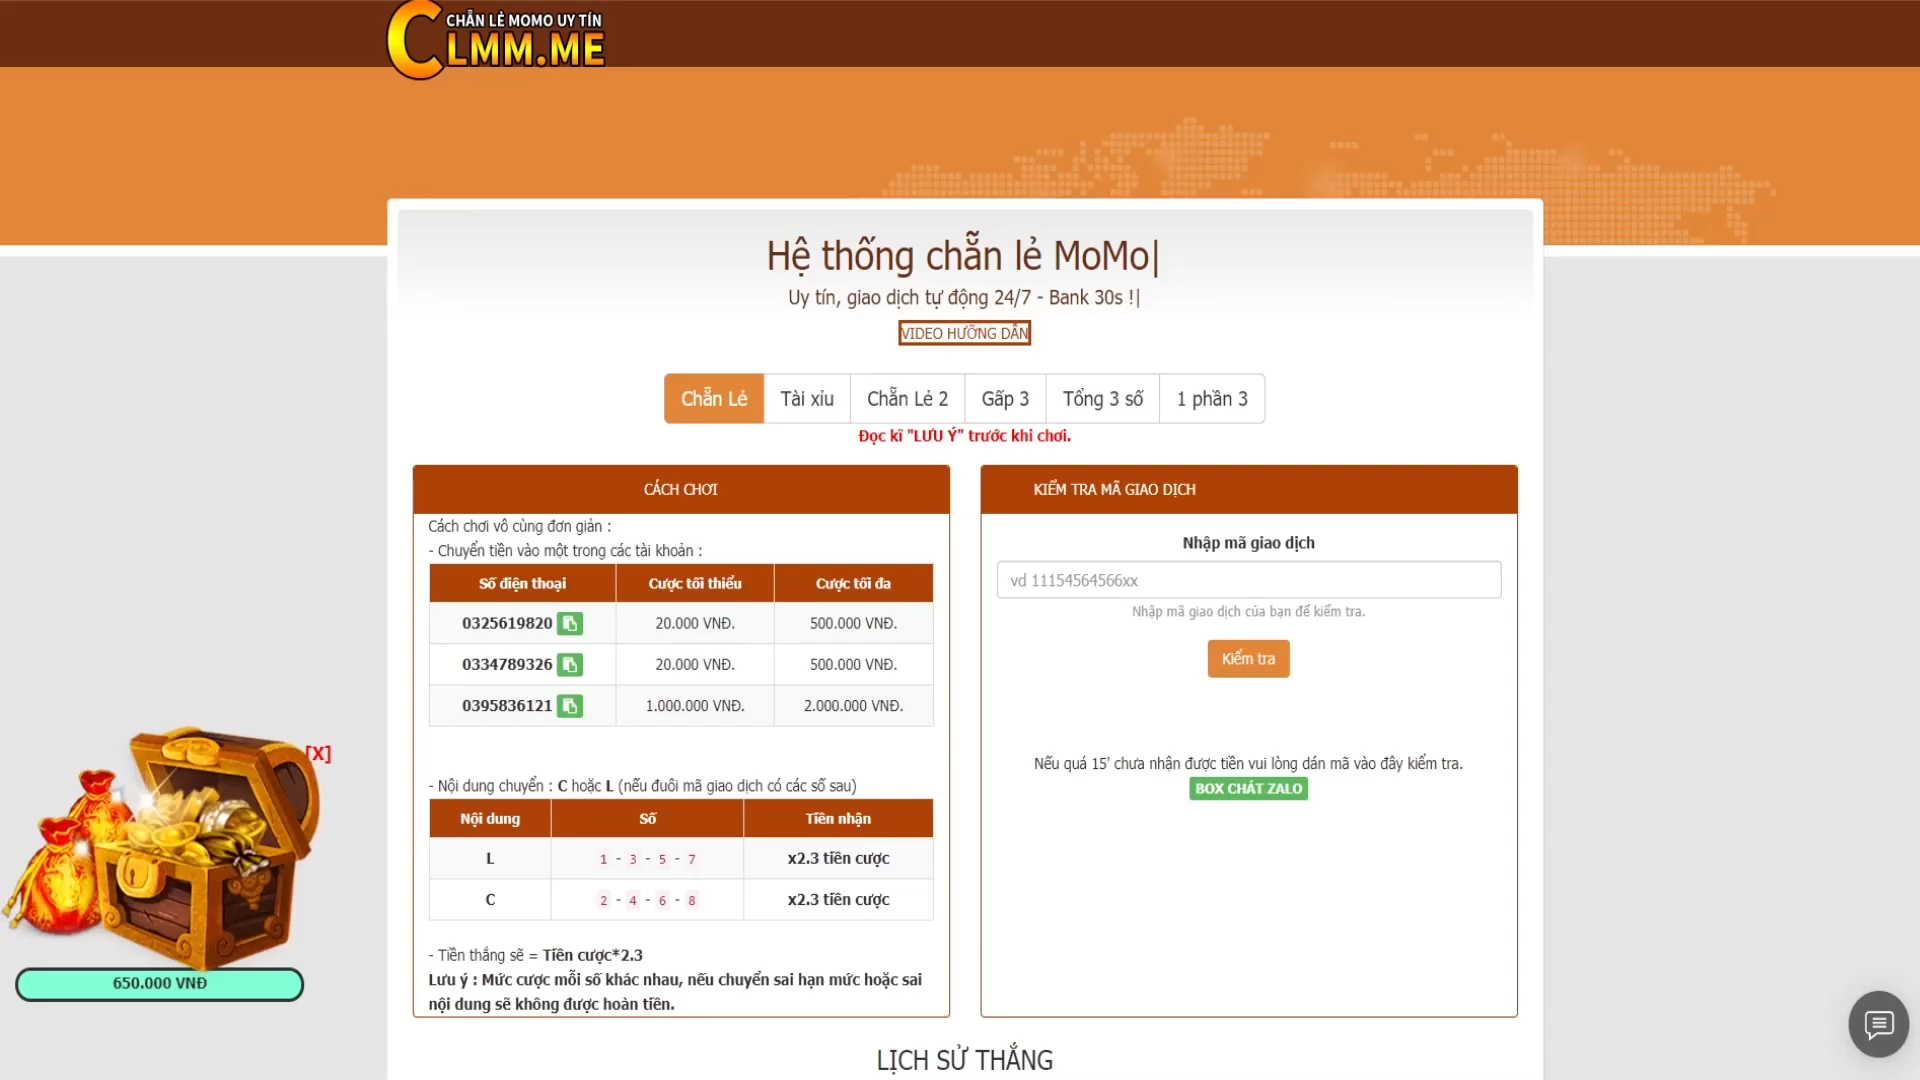 CHẴN LẺ MOMO UY TÍN
CLMM.ME
Hệ thống chẵn lẻ MoMo|
Uy tín, giao dịch tự động 24/7 - Bank 30s !|
VIDEO HƯỚNG DẪN
Chẵn Lẻ Tài xỉu Chẵn Lẻ 2 Gấp 3 Tổng 3 số 1 phần 3
Đọc kĩ "LƯU Ý" trước khi chơi.
CÁCH CHƠI
Cách chơi vô cùng đơn giản :
- Chuyển tiền vào một trong các tài khoản :
Số điện thoại Cược tối thiểu Cược tối đa
0325619820 20.000 VNĐ. 500.000 VNĐ.
0334789326 20.000 VNĐ. 500.000 VNĐ.
0395836121 1.000.000 VNĐ. 2.000.000 VNĐ.
- Nội dung chuyển : C hoặc L (nếu đuôi mã giao dịch có các số sau)
Nội dung Số Tiền nhận
L 1 - 3 - 5 - 7 x2.3 tiền cược
C 2 - 4 - 6 - 8 x2.3 tiền cược
- Tiền thắng sẽ = Tiền cược*2.3
Lưu ý : Mức cược mỗi số khác nhau, nếu chuyển sai hạn mức hoặc sai
nội dung sẽ không được hoàn tiền.
KIỂM TRA MÃ GIAO DỊCH
Nhập mã giao dịch
vd 11154564566xx
Nhập mã giao dịch của bạn để kiểm tra.
Kiểm tra
Nếu quá 15' chưa nhận được tiền vui lòng dán mã vào đây kiểm tra.
BOX CHÁT ZALO
[X]
650.000 VNĐ
LỊCH SỬ THẮNG